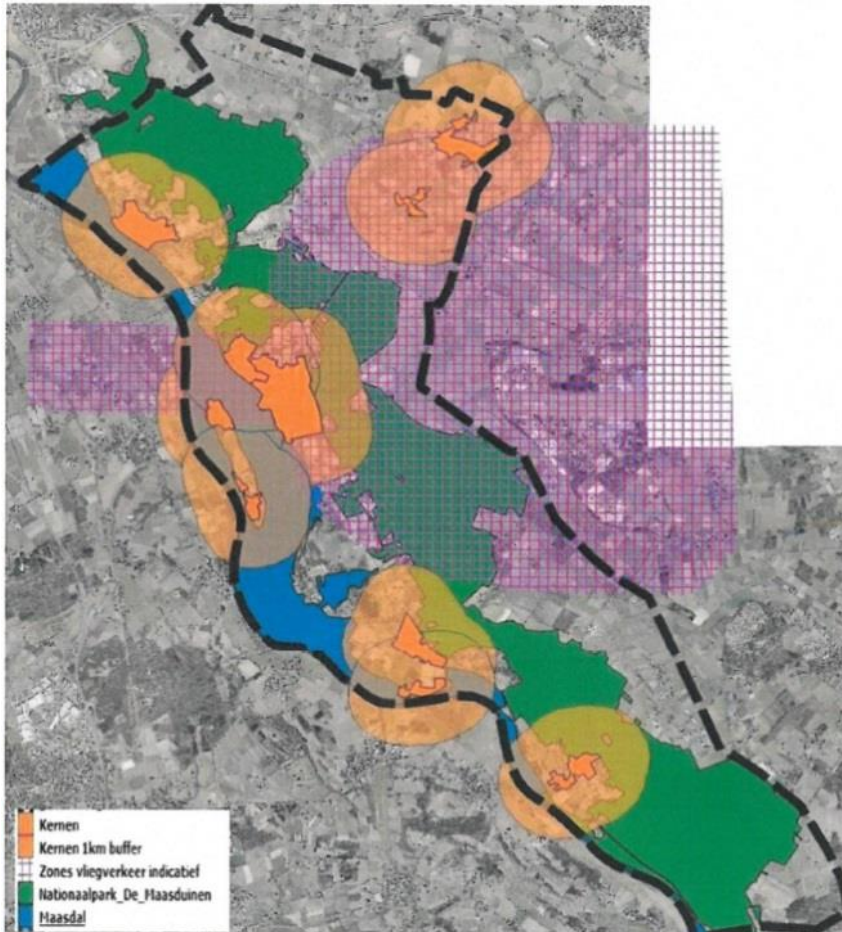 Kernen
Kernen 1km buffer
Zones vliegverkeer indicatief
Nationaalpark_De_Maasduinen
Maasdal